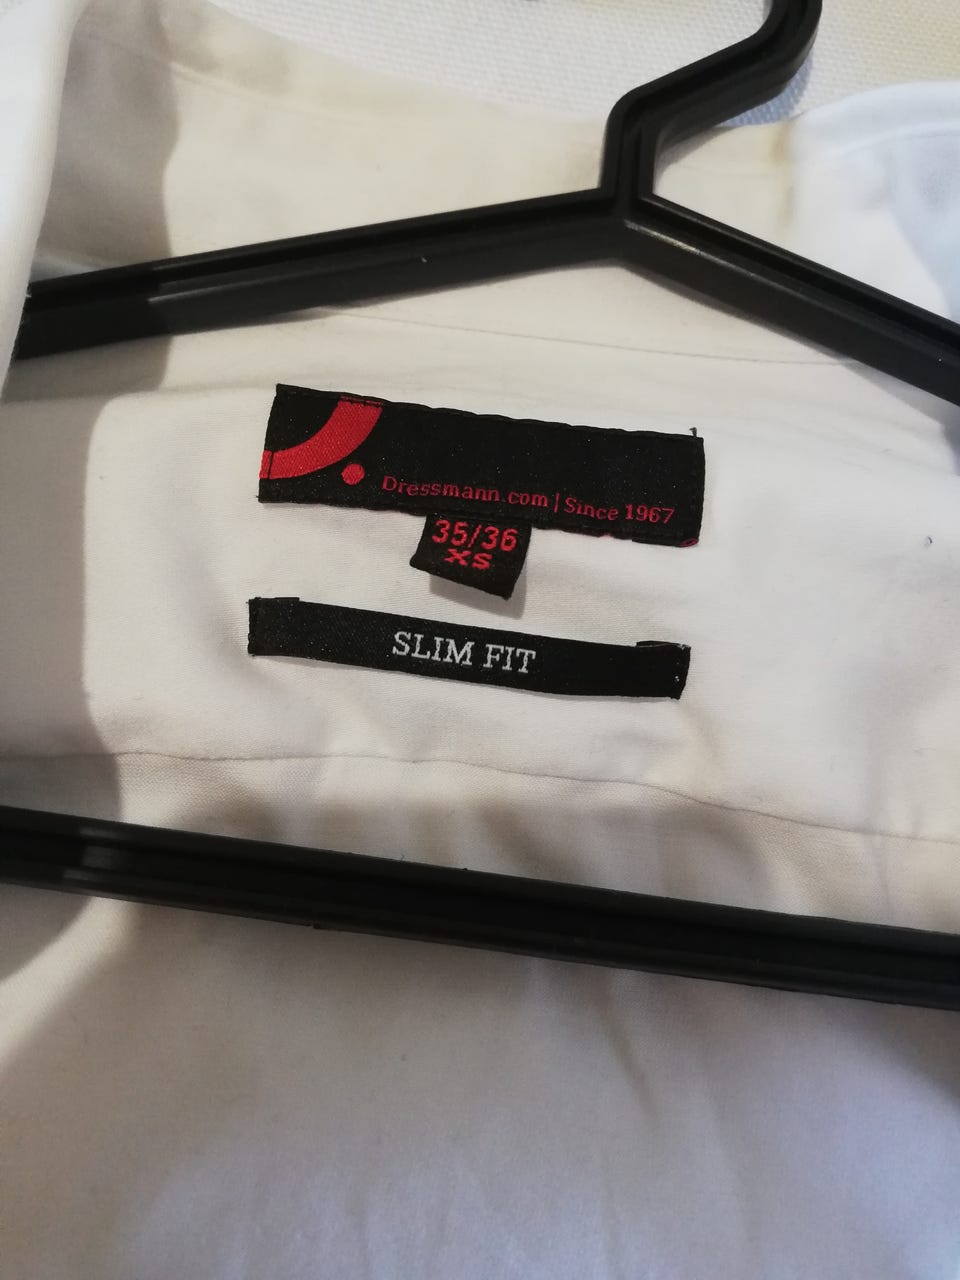 Dressmann.com | Since 1967
35/36
XS
SLIM FIT